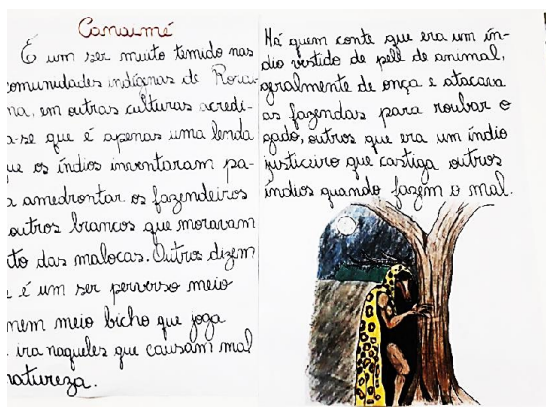 Canaimé
É um ser muito temido nas
comunidades indígenas de Rorai-
ma, em outras culturas acredi-
a-se que é apenas uma lenda
ue os índios inventaram pa-
a amedrontar os fazendeiros
outros brancos que moravam
to das malocas. Outros dizem
e é um ser perverso meio
mem meio bicho que joga
ira naqueles que causam mal
natureza.
Há quem conte que era um ín-
dio vestido de pele de animal,
geralmente de onça e atacava
as fazendas para roubar o
gado, outros que era um índio
justiceiro que castiga outros
índios quando fazem o mal.